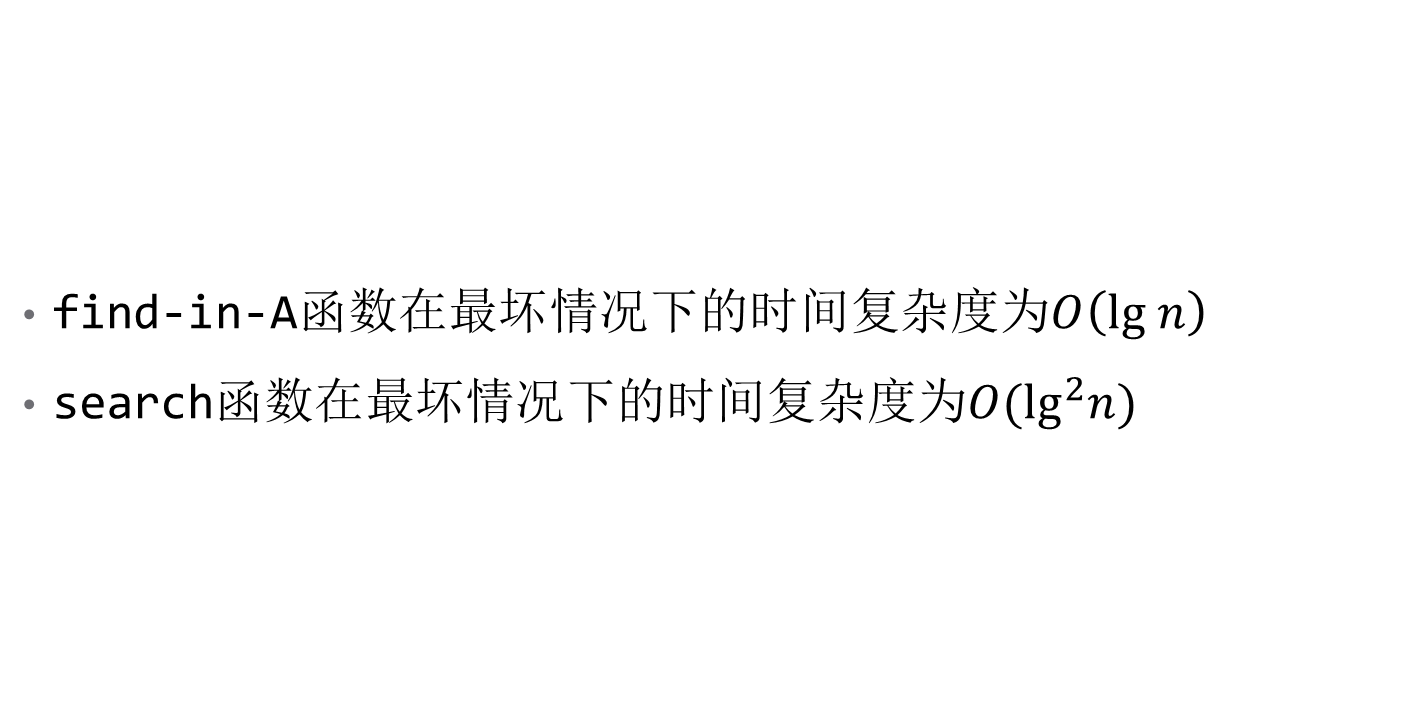 • find-in-A函数在最坏情况下的时间复杂度为O(lg n)
• search函数在最坏情况下的时间复杂度为O(lg²n)